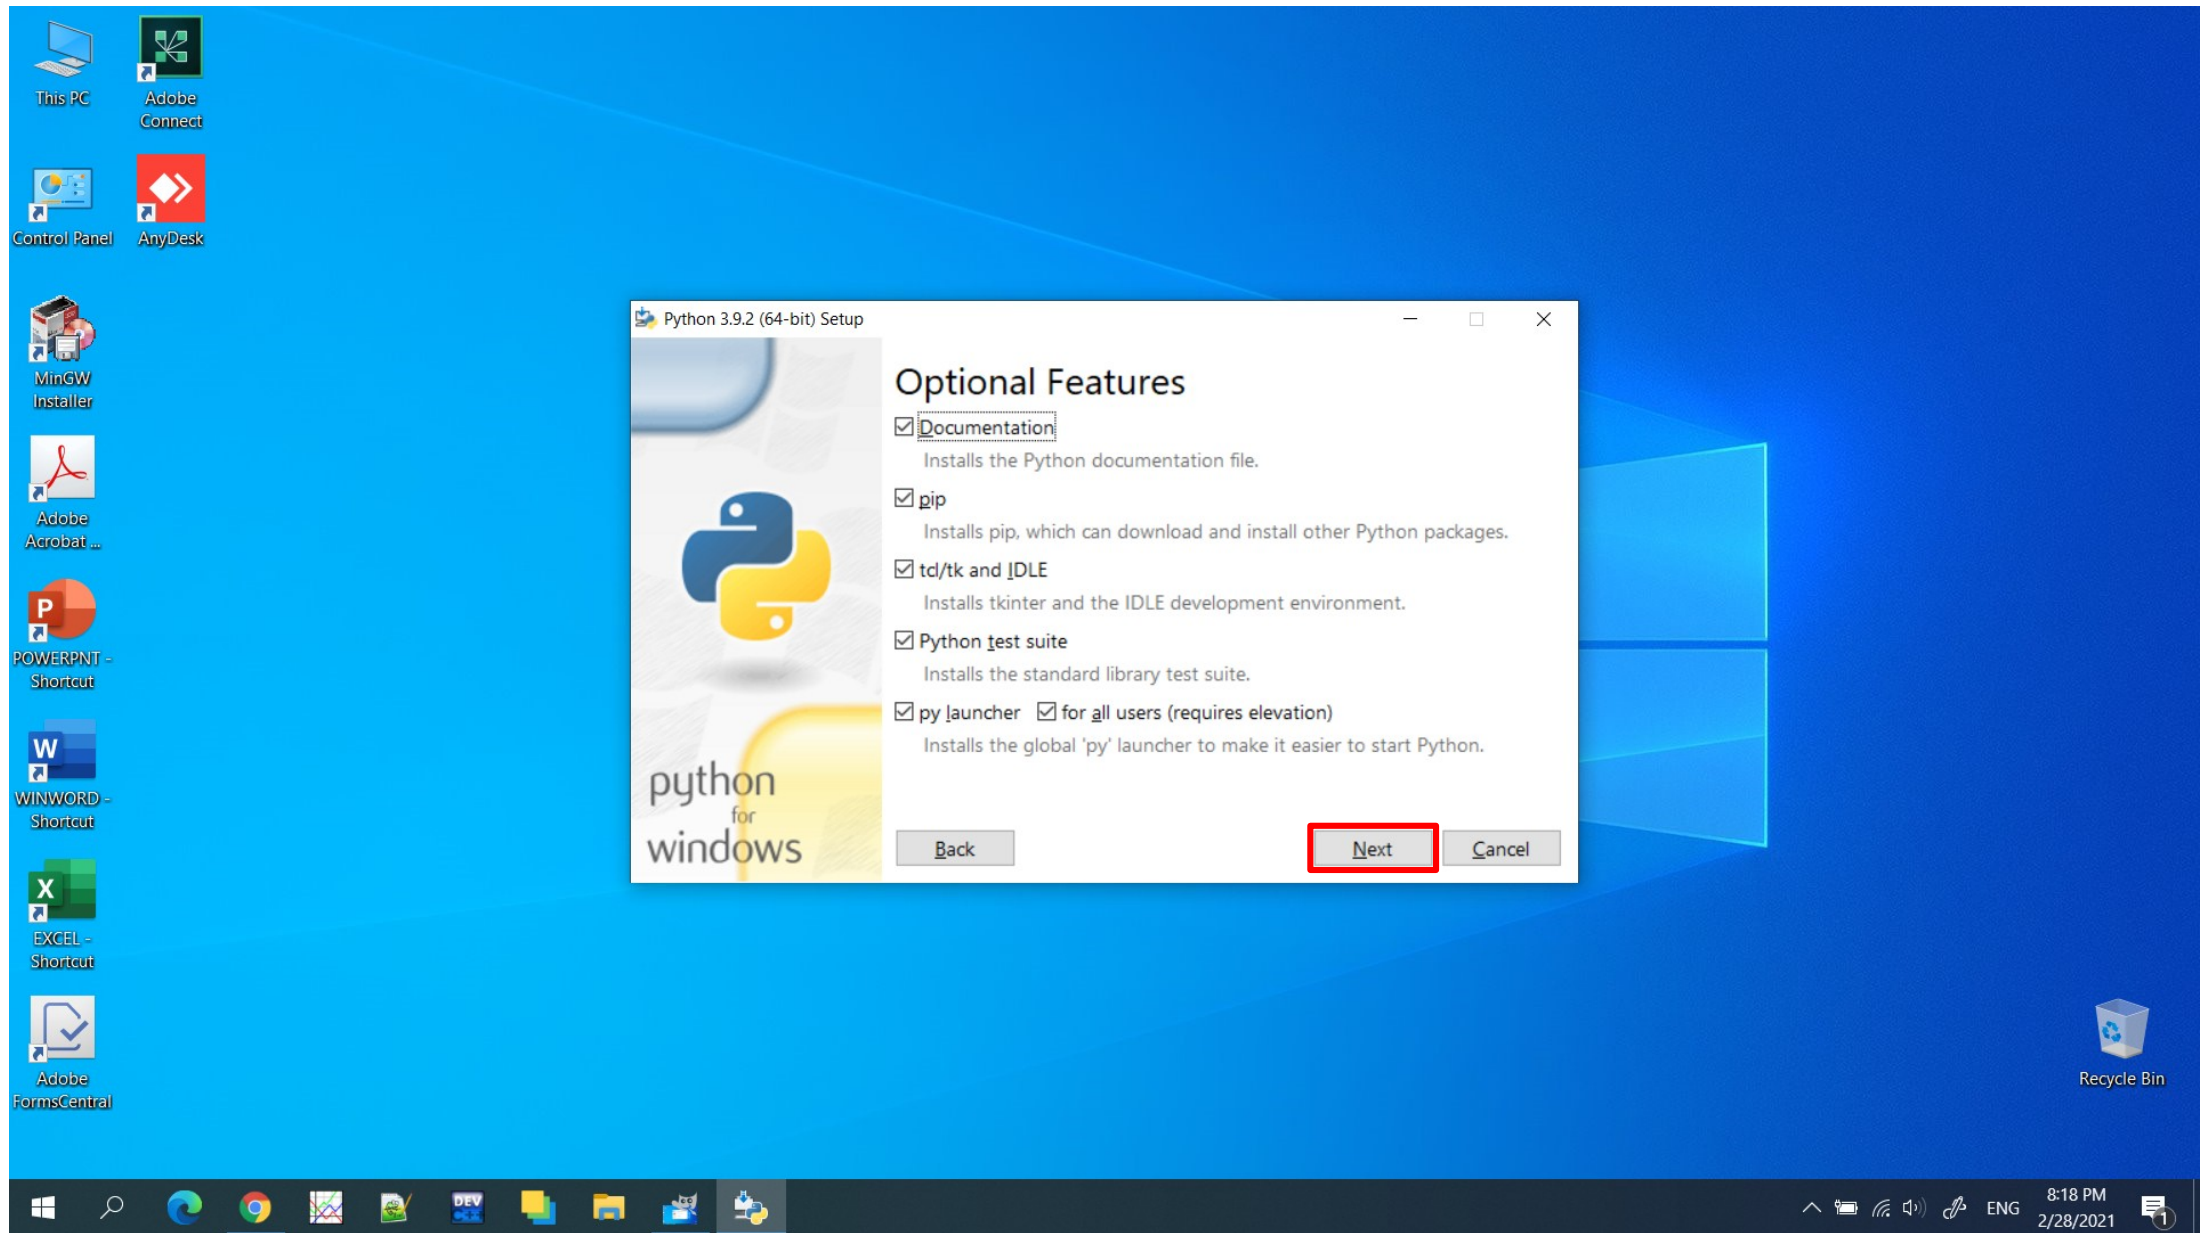 This PC
Adobe
Connect
Control Panel
AnyDesk
MinGW
Installer
Adobe
Acrobat ...
P
POWERPNT -
Shortcut
W
WINWORD -
Shortcut
X
EXCEL -
Shortcut
Adobe
FormsCentral
Python 3.9.2 (64-bit) Setup
Optional Features
Documentation
Installs the Python documentation file.
pip
Installs pip, which can download and install other Python packages.
tcl/tk and IDLE
Installs tkinter and the IDLE development environment.
Python test suite
Installs the standard library test suite.
py launcher for all users (requires elevation)
Installs the global 'py' launcher to make it easier to start Python.
python
for
windows
Back
Next
Cancel
Recycle Bin
DEV
C++
ENG
8:18 PM
2/28/2021
1